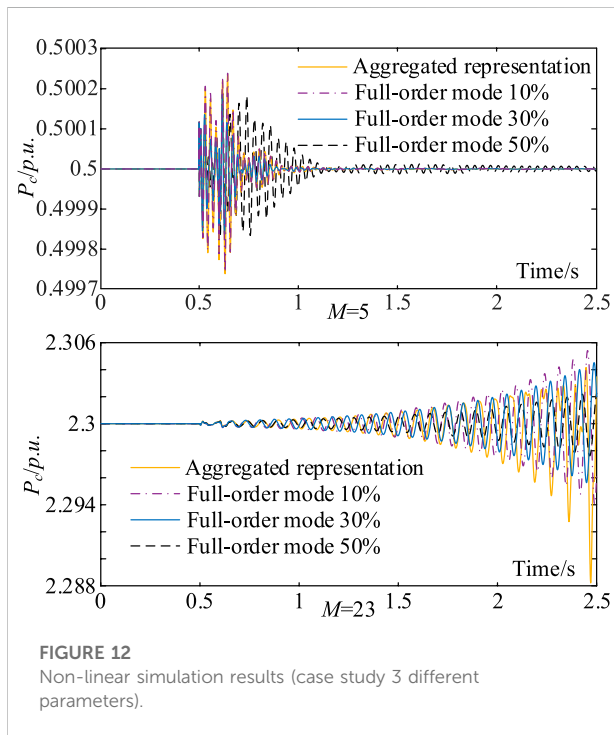 0.5003
0.5002
0.5001
0.5
0.4999
0.4998
0.4997
P_c/p.u.
Aggregated representation
Full-order mode 10%
Full-order mode 30%
Full-order mode 50%
Time/s
0 0.5 1 1.5 2 2.5
M=5
2.306
2.3
2.294
2.288
P_c/p.u.
Aggregated representation
Full-order mode 10%
Full-order mode 30%
Full-order mode 50%
Time/s
0 0.5 1 1.5 2 2.5
M=23
FIGURE 12
Non-linear simulation results (case study 3 different
parameters).